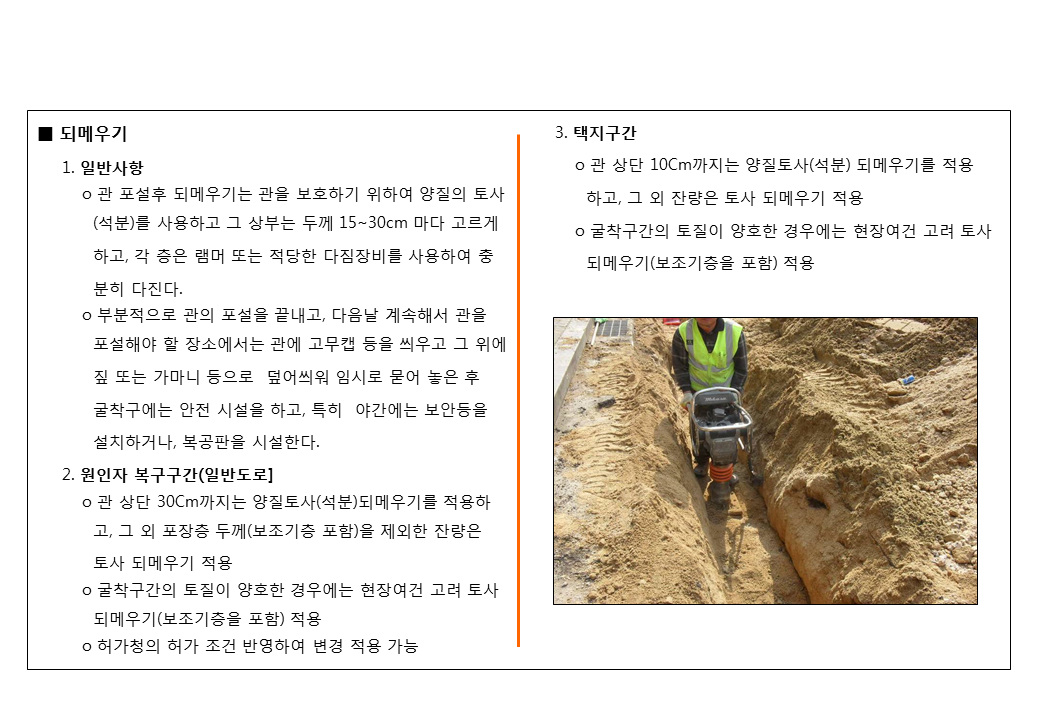 ■ 되메우기
1. 일반사항
ㅇ 관 포설후 되메우기는 관을 보호하기 위하여 양질의 토사
(석분)를 사용하고 그 상부는 두께 15~30cm 마다 고르게
하고, 각 층은 램머 또는 적당한 다짐장비를 사용하여 충
분히 다진다.
ㅇ 부분적으로 관의 포설을 끝내고, 다음날 계속해서 관을
포설해야 할 장소에서는 관에 고무캡 등을 씌우고 그 위에
짚 또는 가마니 등으로 덮어씌워 임시로 묻어 놓은 후
굴착구에는 안전 시설을 하고, 특히 야간에는 보안등을
설치하거나, 복공판을 시설한다.
2. 원인자 복구구간(일반도로]
ㅇ 관 상단 30Cm까지는 양질토사(석분)되메우기를 적용하
고, 그 외 포장층 두께(보조기층 포함)을 제외한 잔량은
토사 되메우기 적용
ㅇ 굴착구간의 토질이 양호한 경우에는 현장여건 고려 토사
되메우기(보조기층을 포함) 적용
ㅇ 허가청의 허가 조건 반영하여 변경 적용 가능
3. 택지구간
ㅇ 관 상단 10Cm까지는 양질토사(석분) 되메우기를 적용
하고, 그 외 잔량은 토사 되메우기 적용
ㅇ 굴착구간의 토질이 양호한 경우에는 현장여건 고려 토사
되메우기(보조기층을 포함) 적용